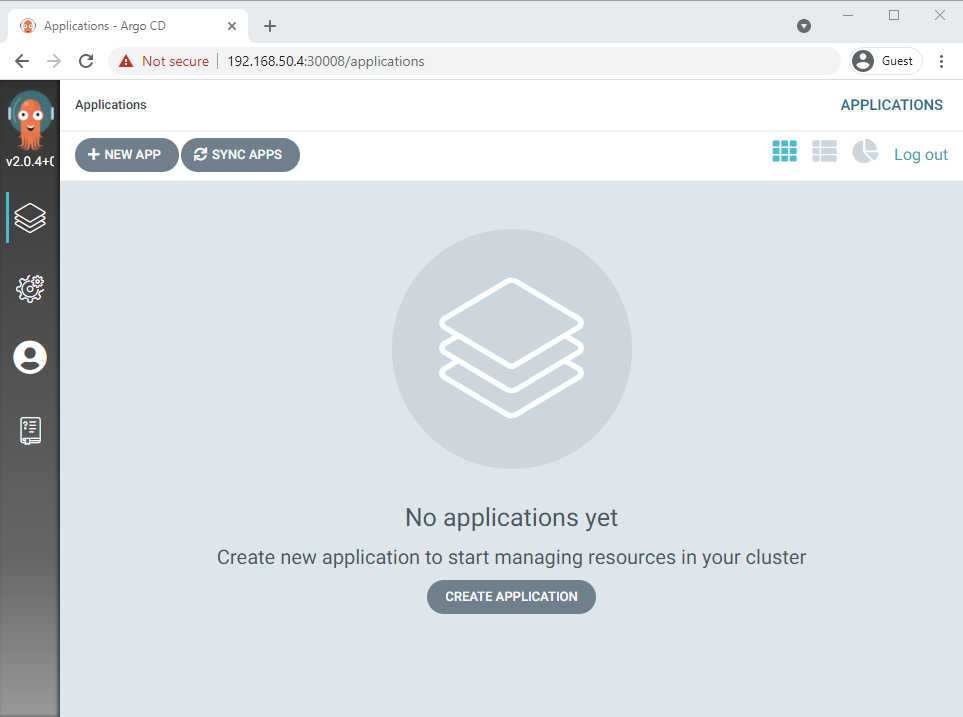 Applications - Argo CD
Not secure
192.168.50.4:30008/applications
Guest
v2.0.4+0
Applications
APPLICATIONS
NEW APP
SYNC APPS
Log out
No applications yet
Create new application to start managing resources in your cluster
CREATE APPLICATION